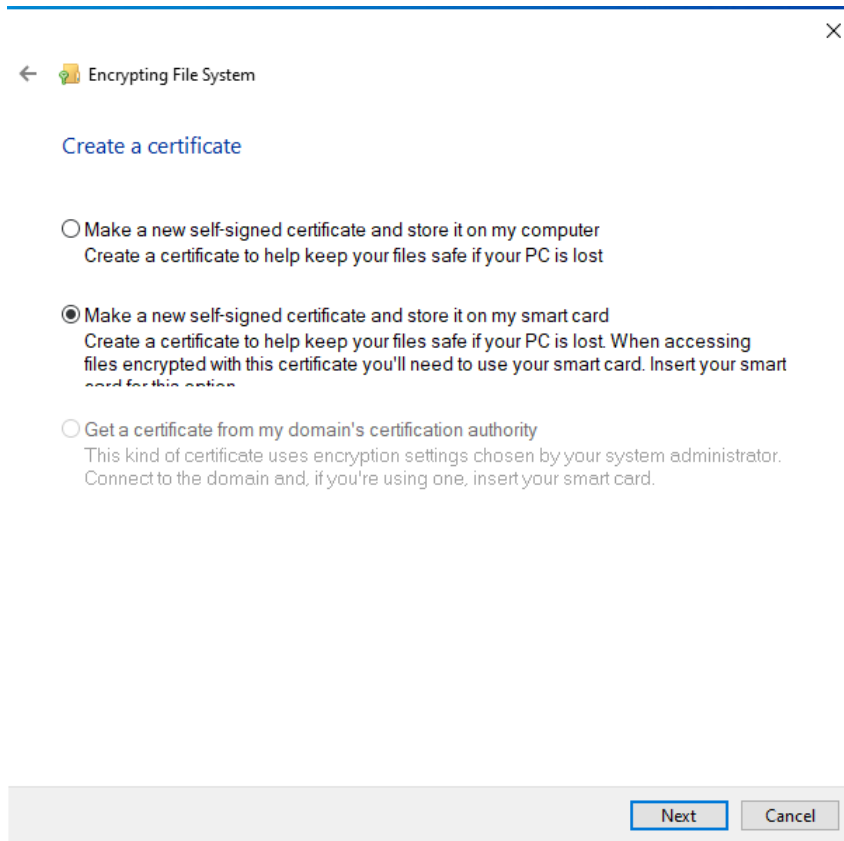 Encrypting File System
Create a certificate
Make a new self-signed certificate and store it on my computer
Create a certificate to help keep your files safe if your PC is lost
Make a new self-signed certificate and store it on my smart card
Create a certificate to help keep your files safe if your PC is lost. When accessing
files encrypted with this certificate you'll need to use your smart card. Insert your smart
card for this option
Get a certificate from my domain's certification authority
This kind of certificate uses encryption settings chosen by your system administrator.
Connect to the domain and, if you're using one, insert your smart card.
Next Cancel